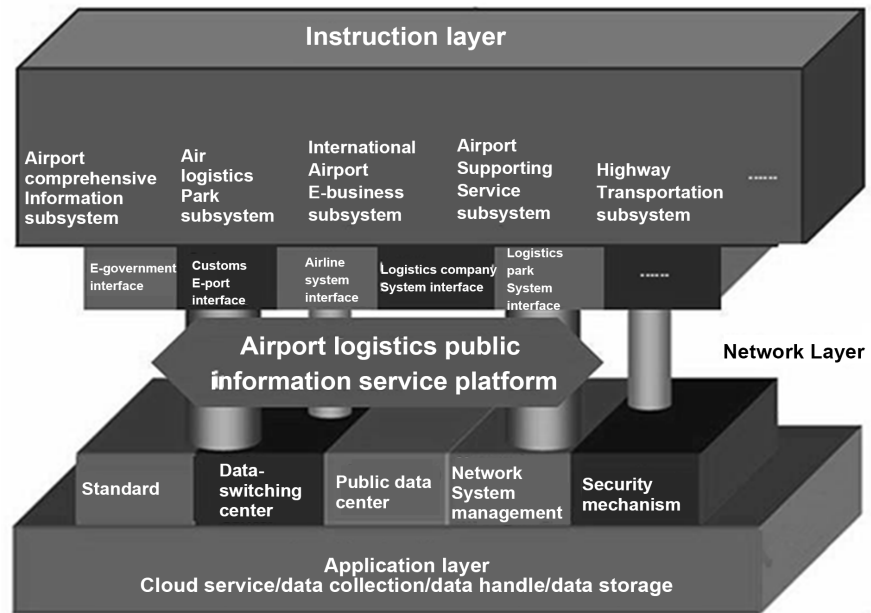 Instruction layer
Airport
comprehensive
Information
subsystem
Air
logistics
Park
subsystem
International
Airport
E-business
subsystem
Airport
Supporting
Service
subsystem
Highway
Transportation
subsystem
......
E-government
interface
Customs
E-port
interface
Airline
system
interface
Logistics company
System interface
Logistics
park
System
interface
......
Airport logistics public
information service platform
Network Layer
Standard
Data-
switching
center
Public data
center
Network
System
management
Security
mechanism
Application layer
Cloud service/data collection/data handle/data storage